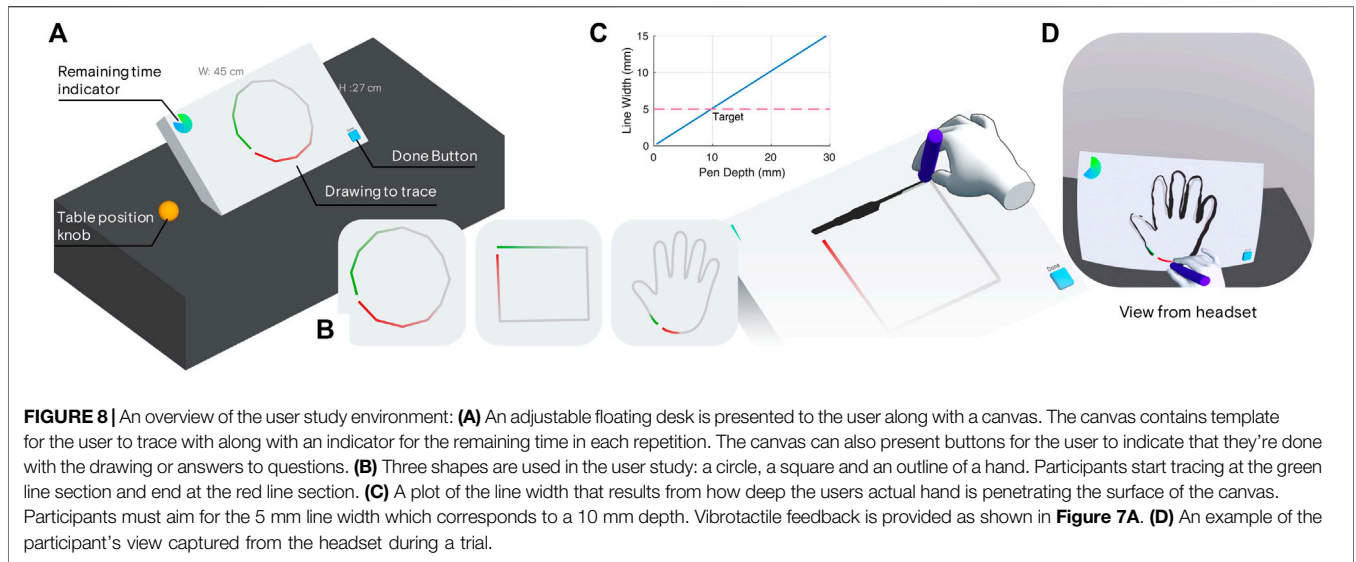 A
Remaining time
indicator
W: 45 cm
H :27 cm
Done
Done Button
Drawing to trace
Table position
knob
B
C
15
10
5
0
Line Width (mm)
Target
0
10
20
30
Pen Depth (mm)
Done
D
View from headset
FIGURE 8 | An overview of the user study environment: (A) An adjustable floating desk is presented to the user along with a canvas. The canvas contains template
for the user to trace with along with an indicator for the remaining time in each repetition. The canvas can also present buttons for the user to indicate that they're done
with the drawing or answers to questions. (B) Three shapes are used in the user study: a circle, a square and an outline of a hand. Participants start tracing at the green
line section and end at the red line section. (C) A plot of the line width that results from how deep the users actual hand is penetrating the surface of the canvas.
Participants must aim for the 5 mm line width which corresponds to a 10 mm depth. Vibrotactile feedback is provided as shown in Figure 7A. (D) An example of the
participant's view captured from the headset during a trial.